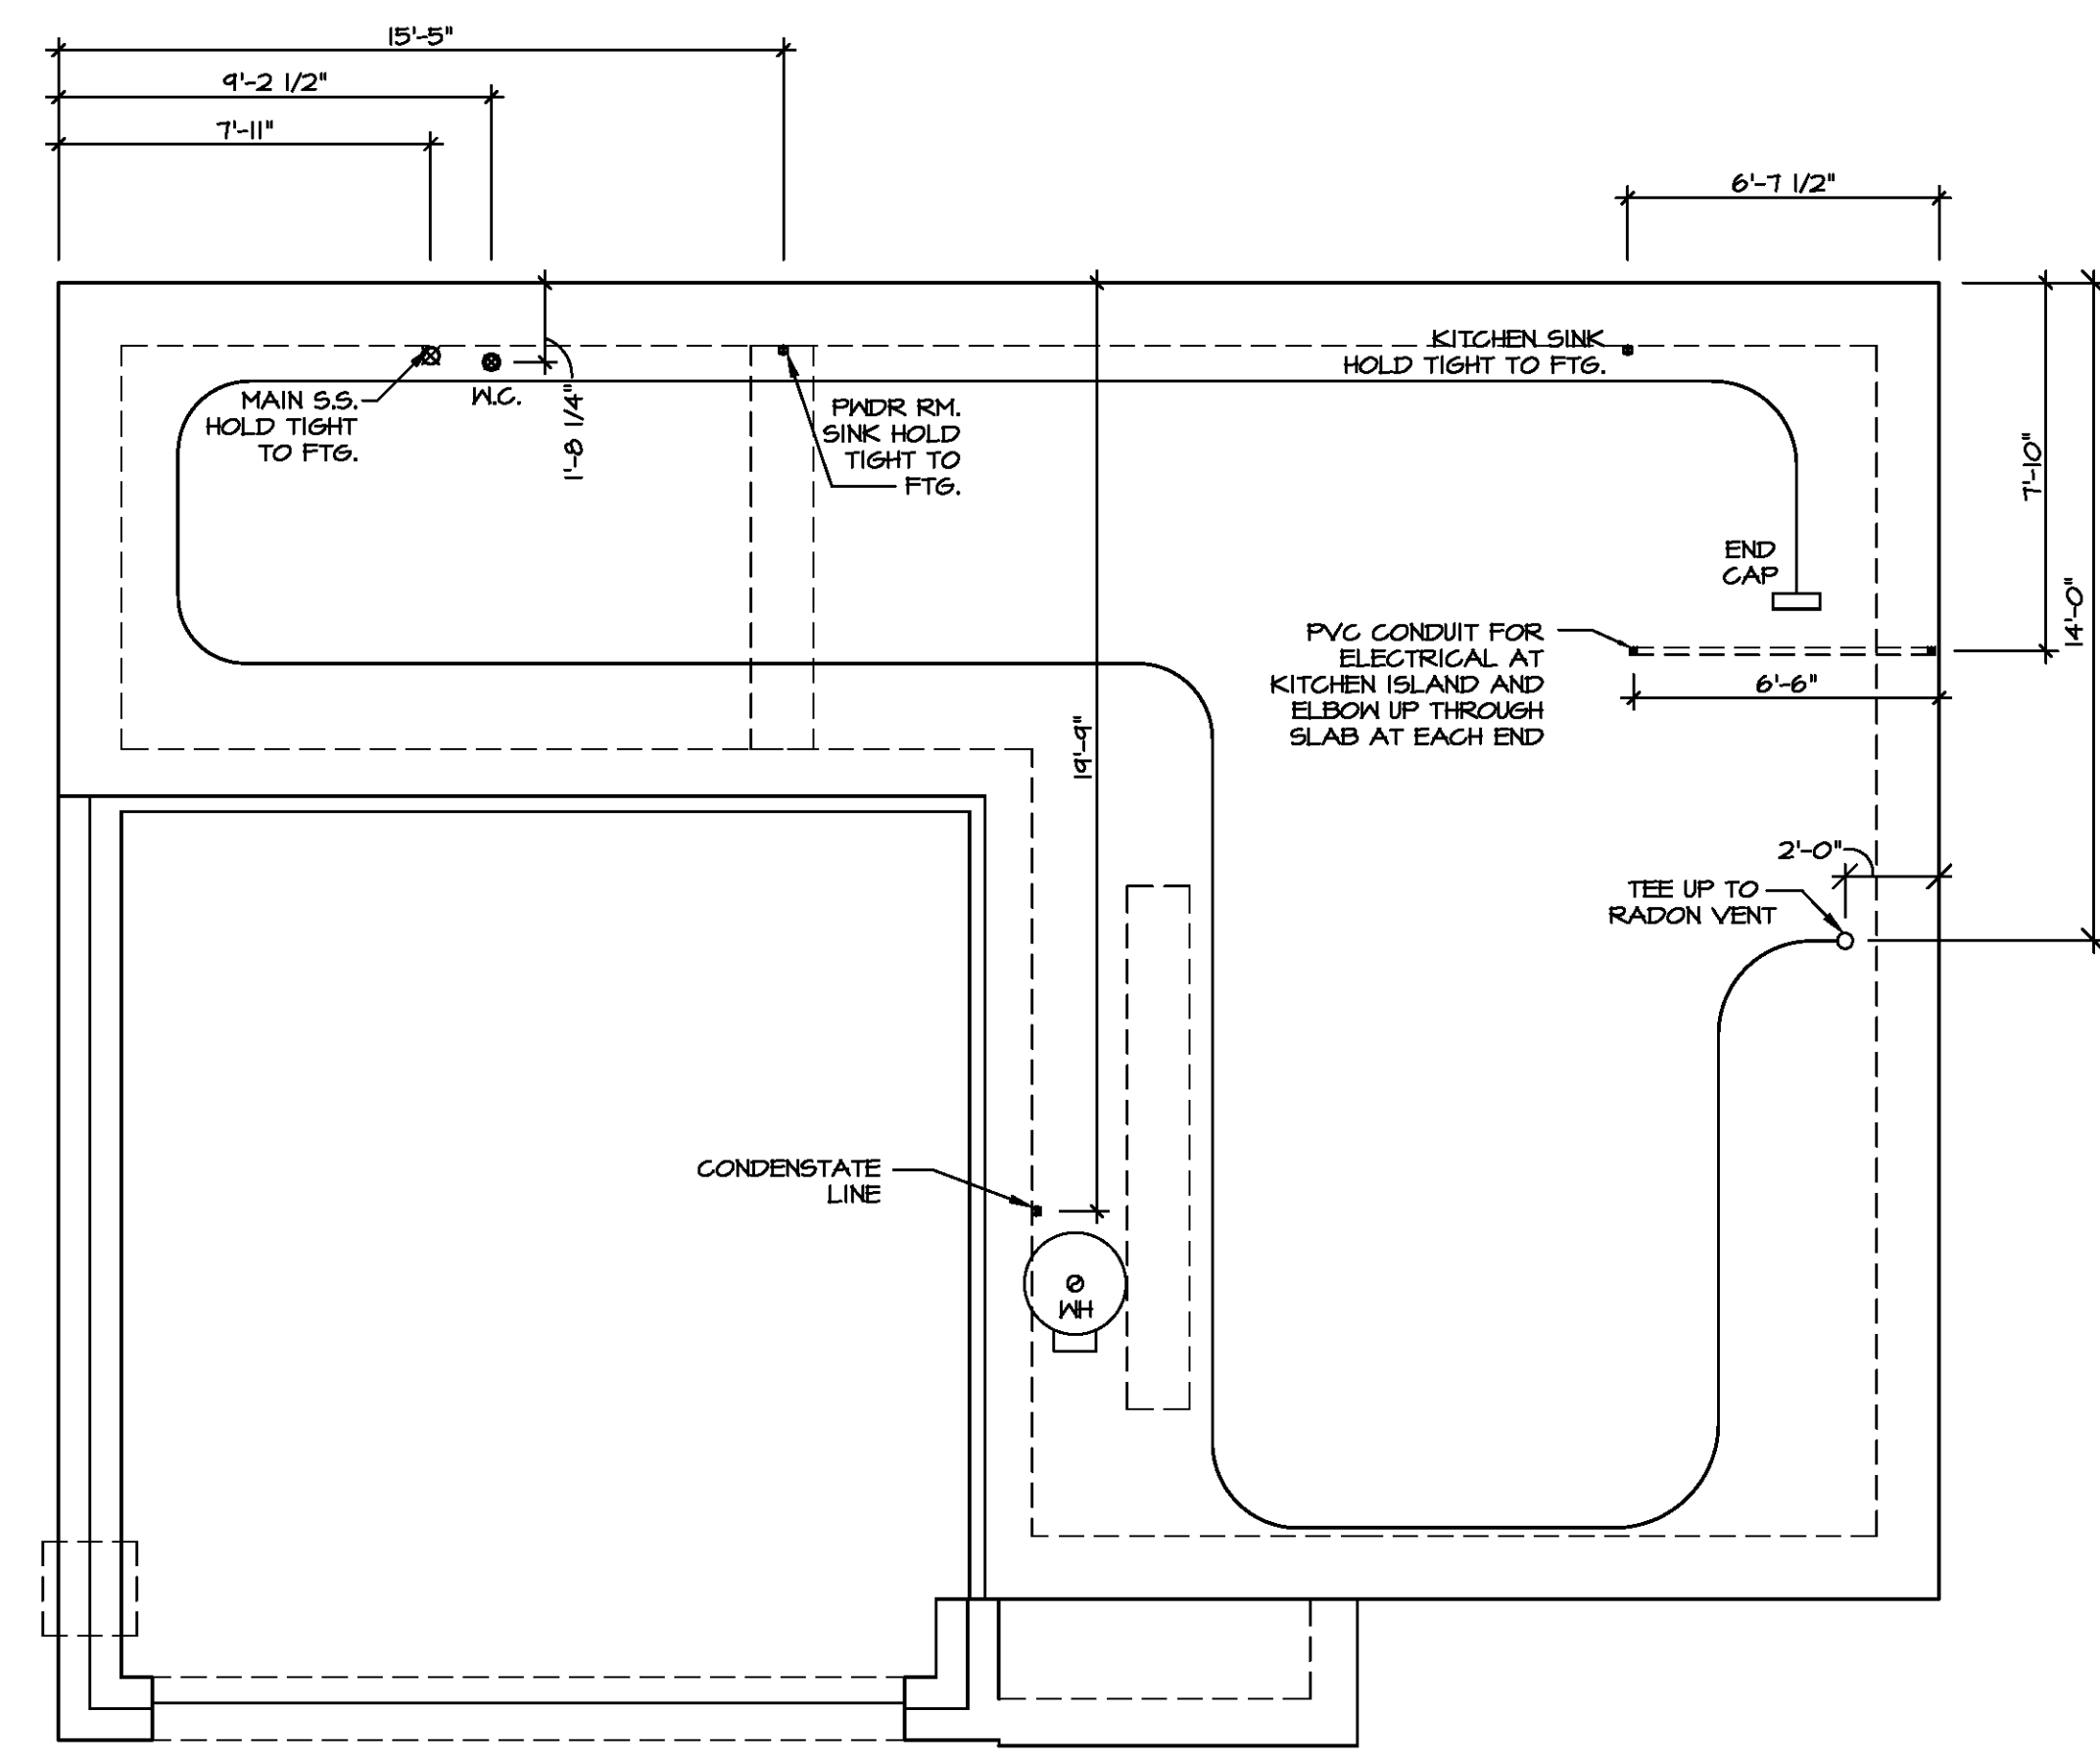 15'-5"
9'-2 1/2"
7'-11"
6'-7 1/2"
KITCHEN SINK
HOLD TIGHT TO FTG.
MAIN S.S.
HOLD TIGHT
TO FTG.
W.C.
1'-8 1/4"
PWDR RM.
SINK HOLD
TIGHT TO
FTG.
7'-10"
END
CAP
14'-0"
PVC CONDUIT FOR
ELECTRICAL AT
KITCHEN ISLAND AND
ELBOW UP THROUGH
SLAB AT EACH END
6'-6"
19'-9"
2'-0"
TEE UP TO
RADON VENT
CONDENSTATE
LINE
WH